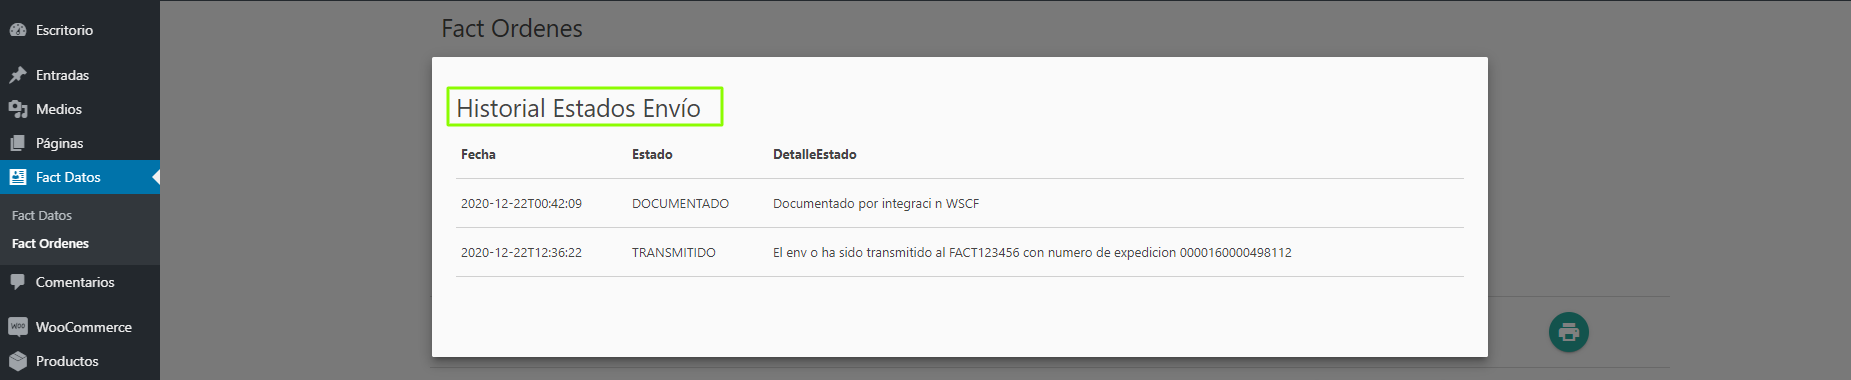 Escritorio
Entradas
Medios
Páginas
Fact Datos
Fact Datos
Fact Ordenes
Comentarios
WOO WooCommerce
Productos
Fact Ordenes
Historial Estados Envío
Fecha Estado DetalleEstado
2020-12-22T00:42:09 DOCUMENTADO Documentado por integraci n WSCF
2020-12-22T12:36:22 TRANSMITIDO El env o ha sido transmitido al FACT123456 con numero de expedicion 0000160000498112